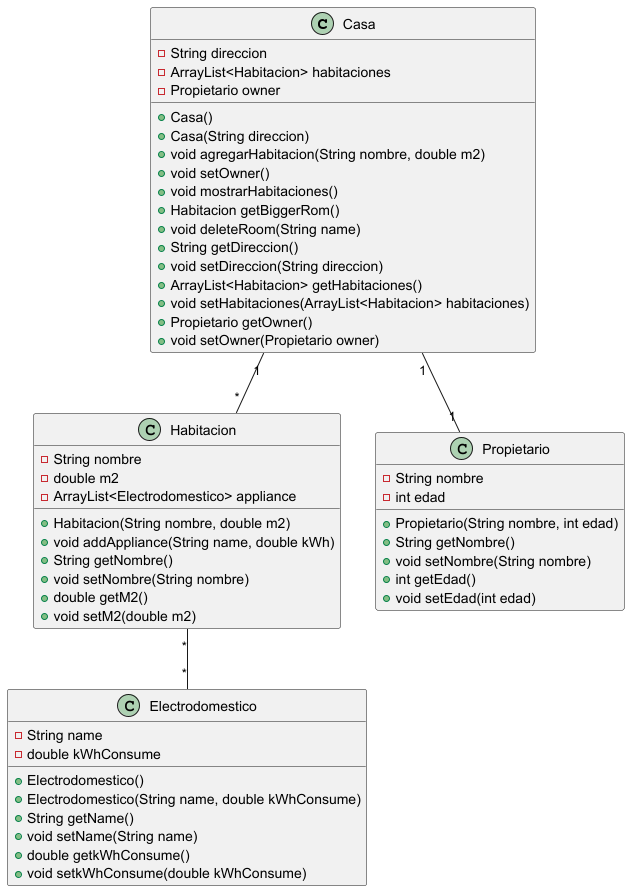 C Casa
String direccion
ArrayList<Habitacion> habitaciones
Propietario owner
Casa()
Casa(String direccion)
void agregarHabitacion(String nombre, double m2)
void setOwner()
void mostrarHabitaciones()
Habitacion getBiggerRom()
void deleteRoom(String name)
String getDireccion()
void setDireccion(String direccion)
ArrayList<Habitacion> getHabitaciones()
void setHabitaciones(ArrayList<Habitacion> habitaciones)
Propietario getOwner()
void setOwner(Propietario owner)
1
*
1
1
C Habitacion
String nombre
double m2
ArrayList<Electrodomestico> appliance
Habitacion(String nombre, double m2)
void addAppliance(String name, double kWh)
String getNombre()
void setNombre(String nombre)
double getM2()
void setM2(double m2)
C Propietario
String nombre
int edad
Propietario(String nombre, int edad)
String getNombre()
void setNombre(String nombre)
int getEdad()
void setEdad(int edad)
*
*
C Electrodomestico
String name
double kWhConsume
Electrodomestico()
Electrodomestico(String name, double kWhConsume)
String getName()
void setName(String name)
double getkWhConsume()
void setkWhConsume(double kWhConsume)